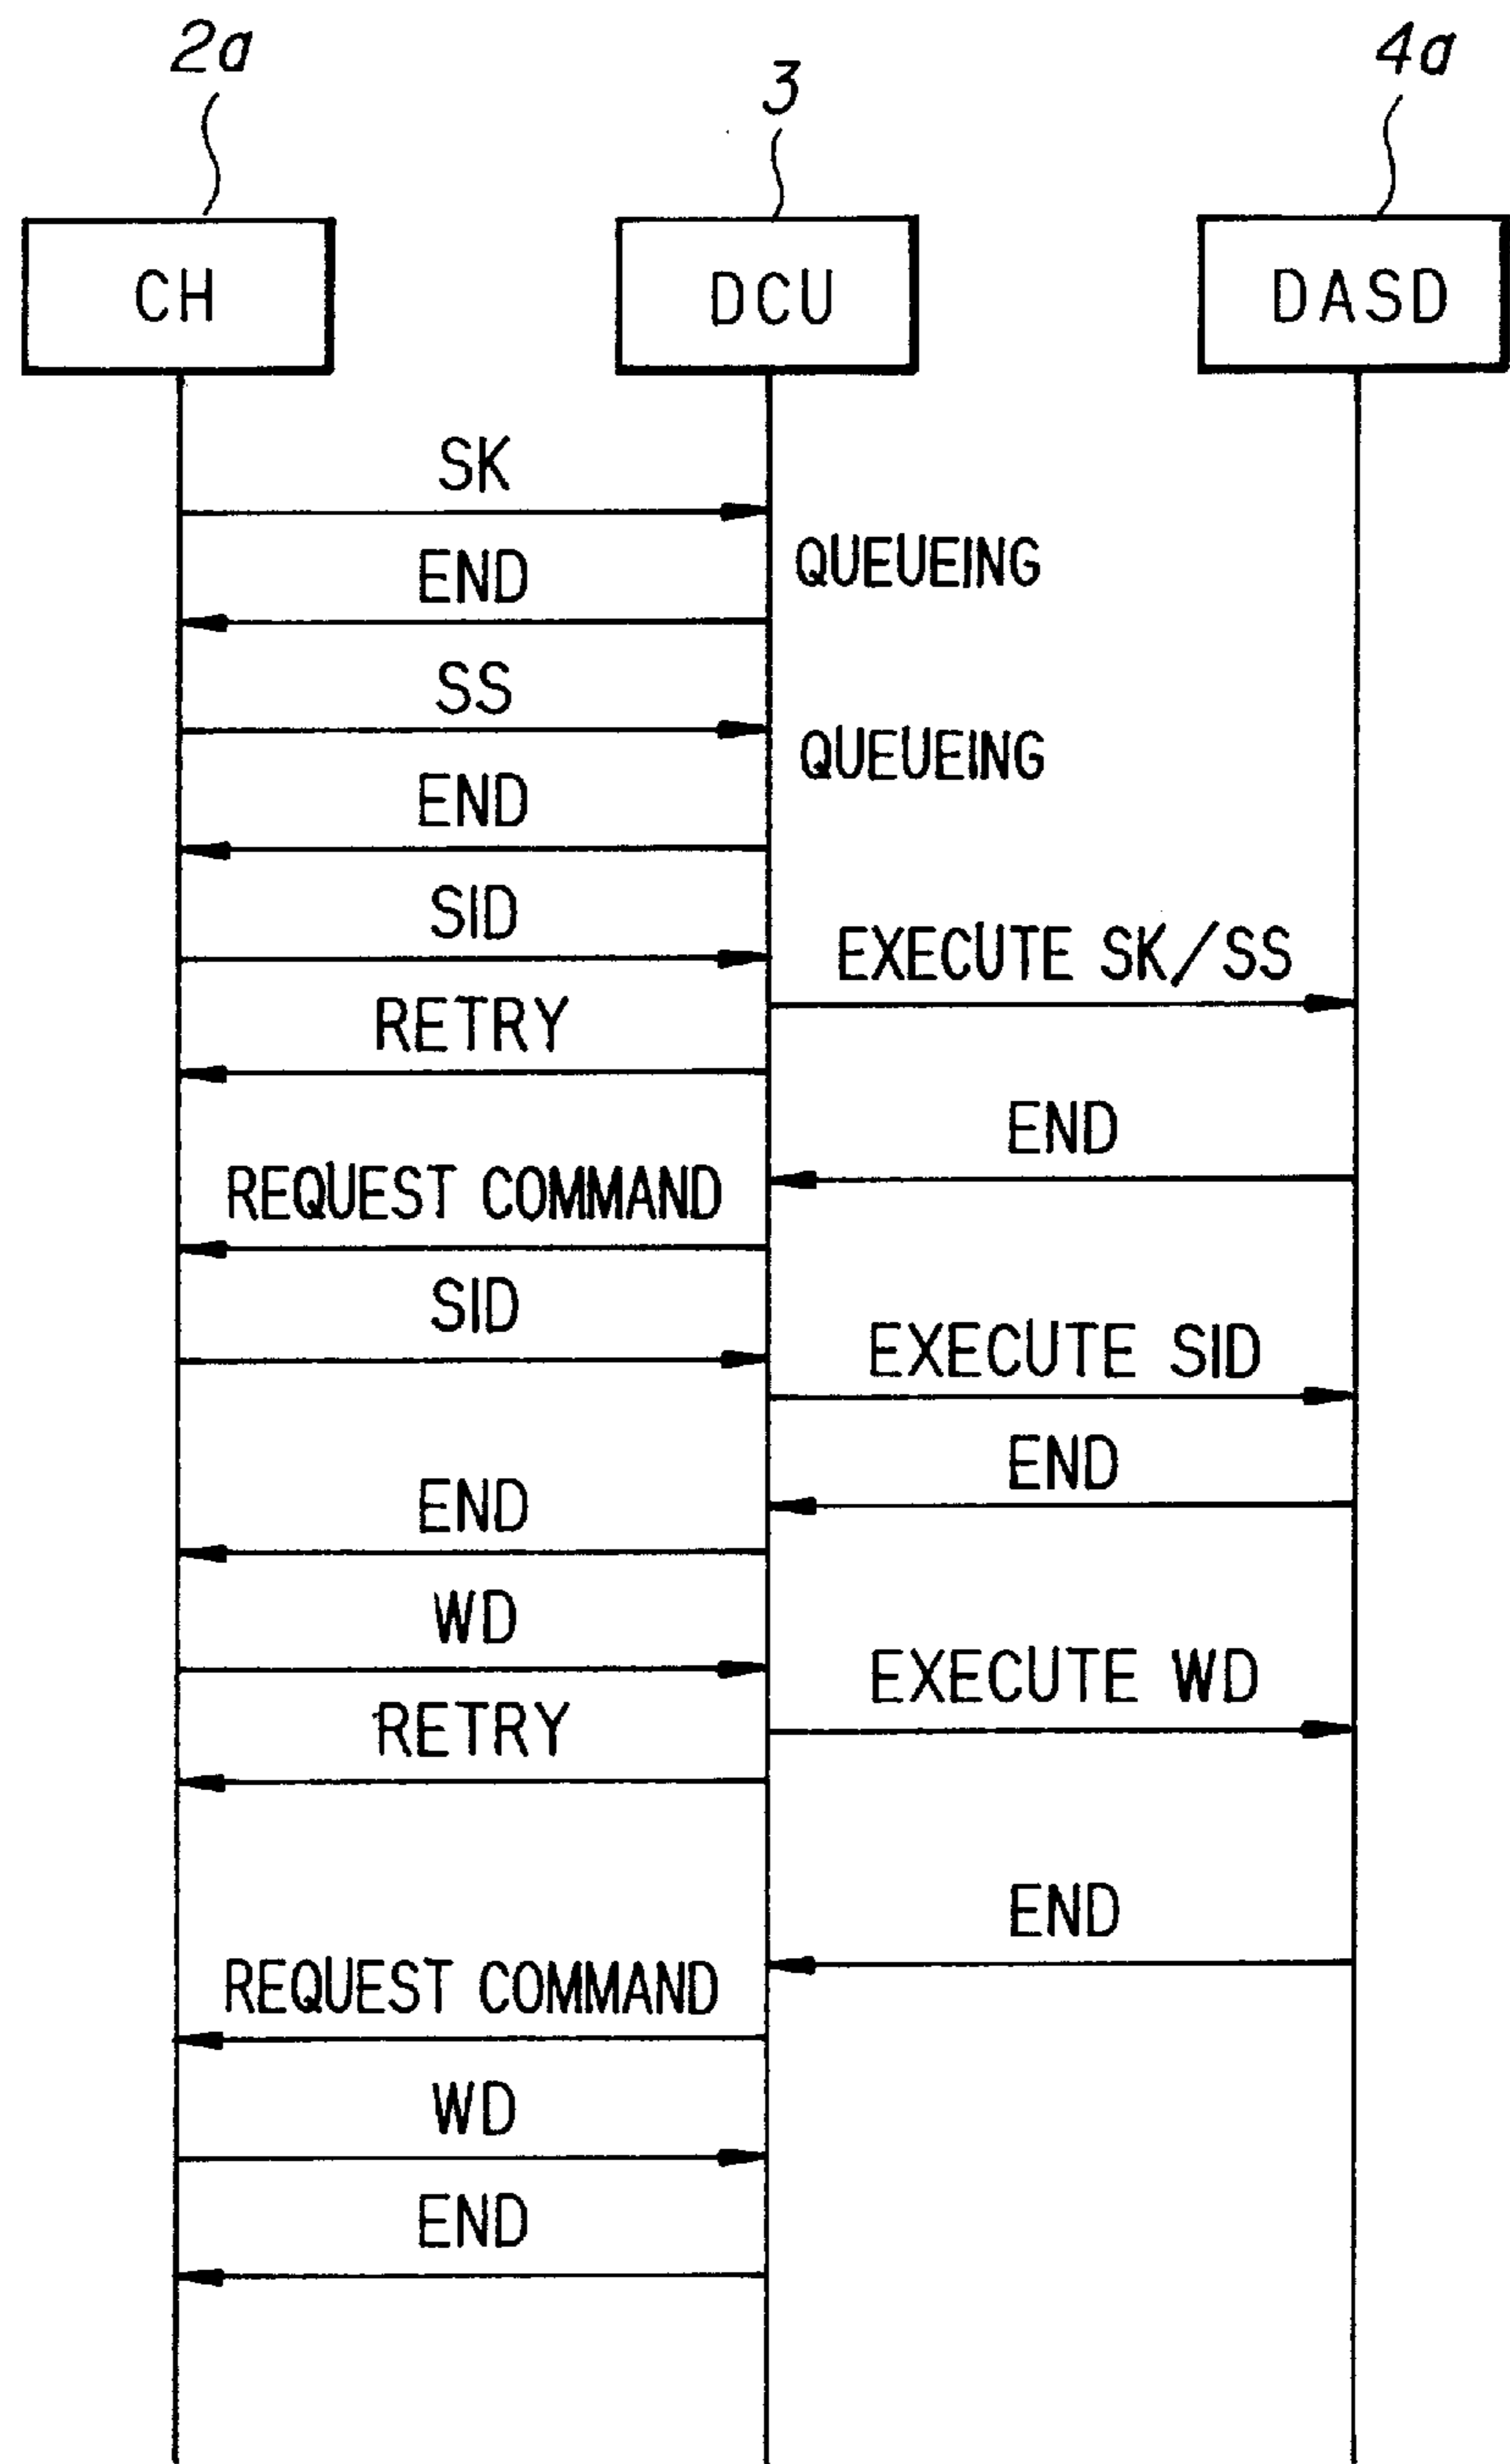 2a
3
4a
CH
DCU
DASD
SK
QUEUEING
END
SS
QUEUEING
END
SID
EXECUTE SK/SS
RETRY
END
REQUEST COMMAND
SID
EXECUTE SID
END
END
WD
EXECUTE WD
RETRY
END
REQUEST COMMAND
WD
END